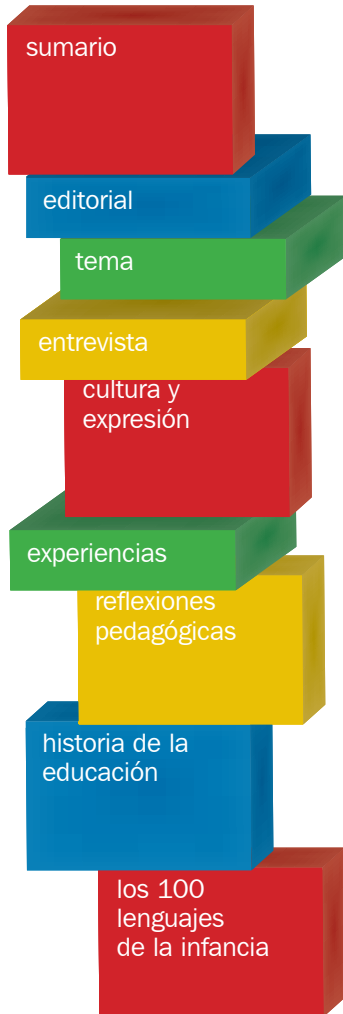 sumario
editorial
tema
entrevista
cultura y
expresión
experiencias
reflexiones
pedagógicas
historia de la
educación
los 100
lenguajes
de la infancia